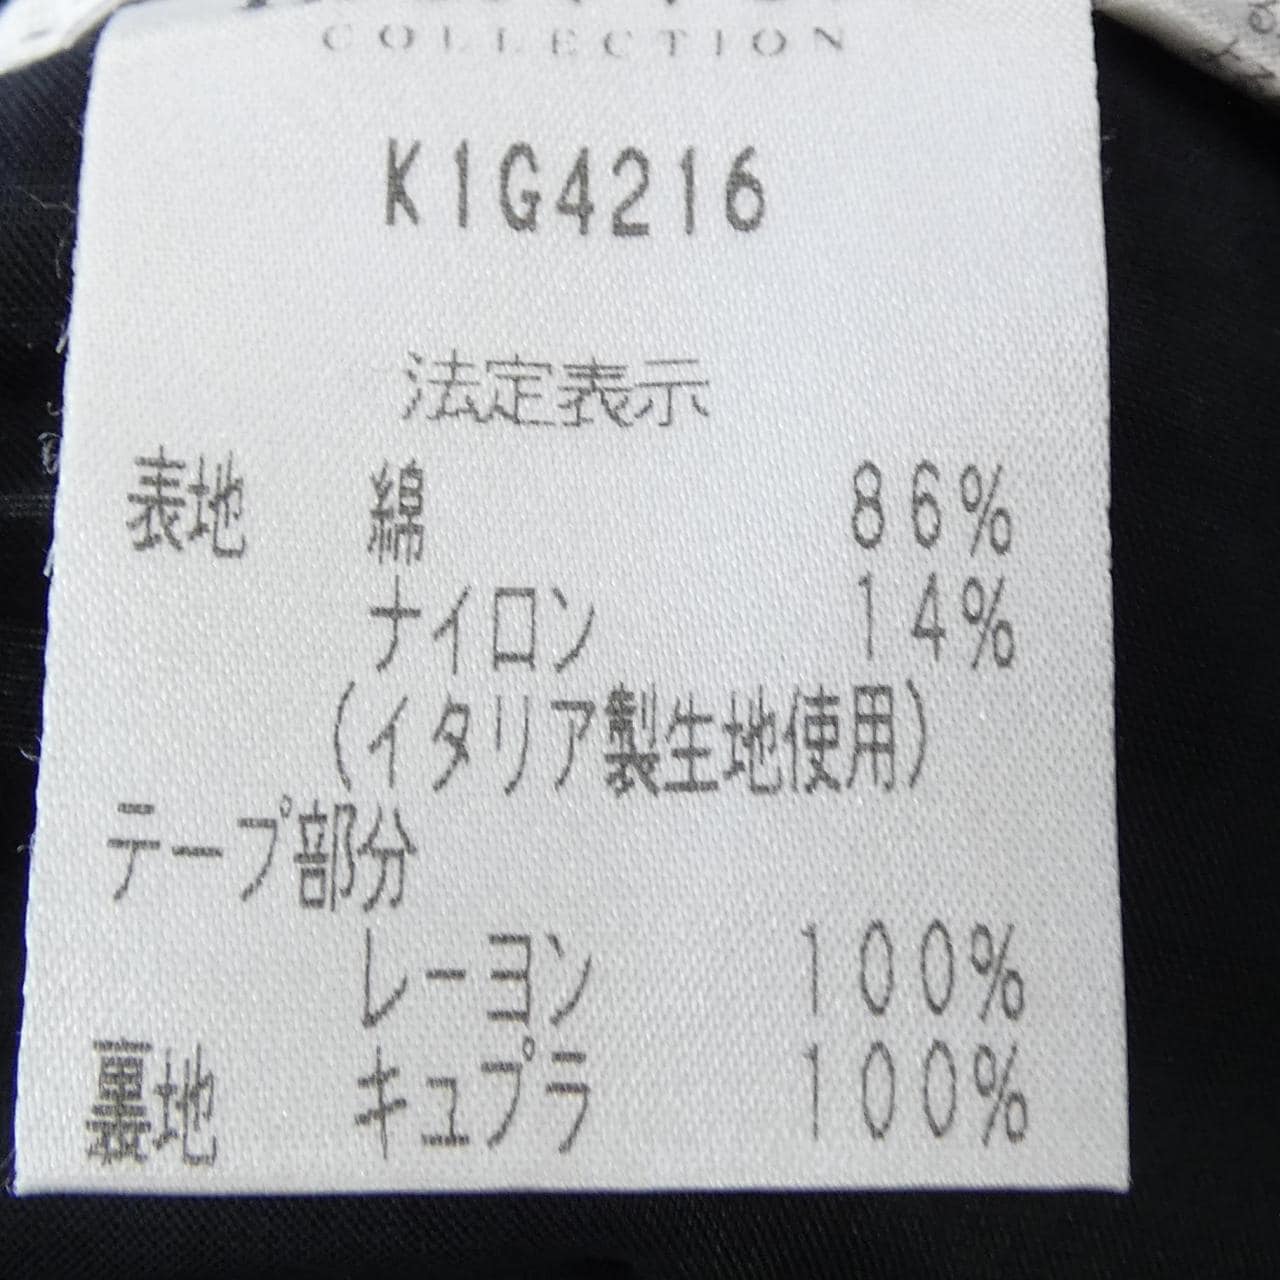 COLLECTION
K1G4216
法定表示
表地 綿 86%
ナイロン 14%
(イタリア製生地使用)
テープ部分
レーヨン 100%
裏地 キュプラ 100%